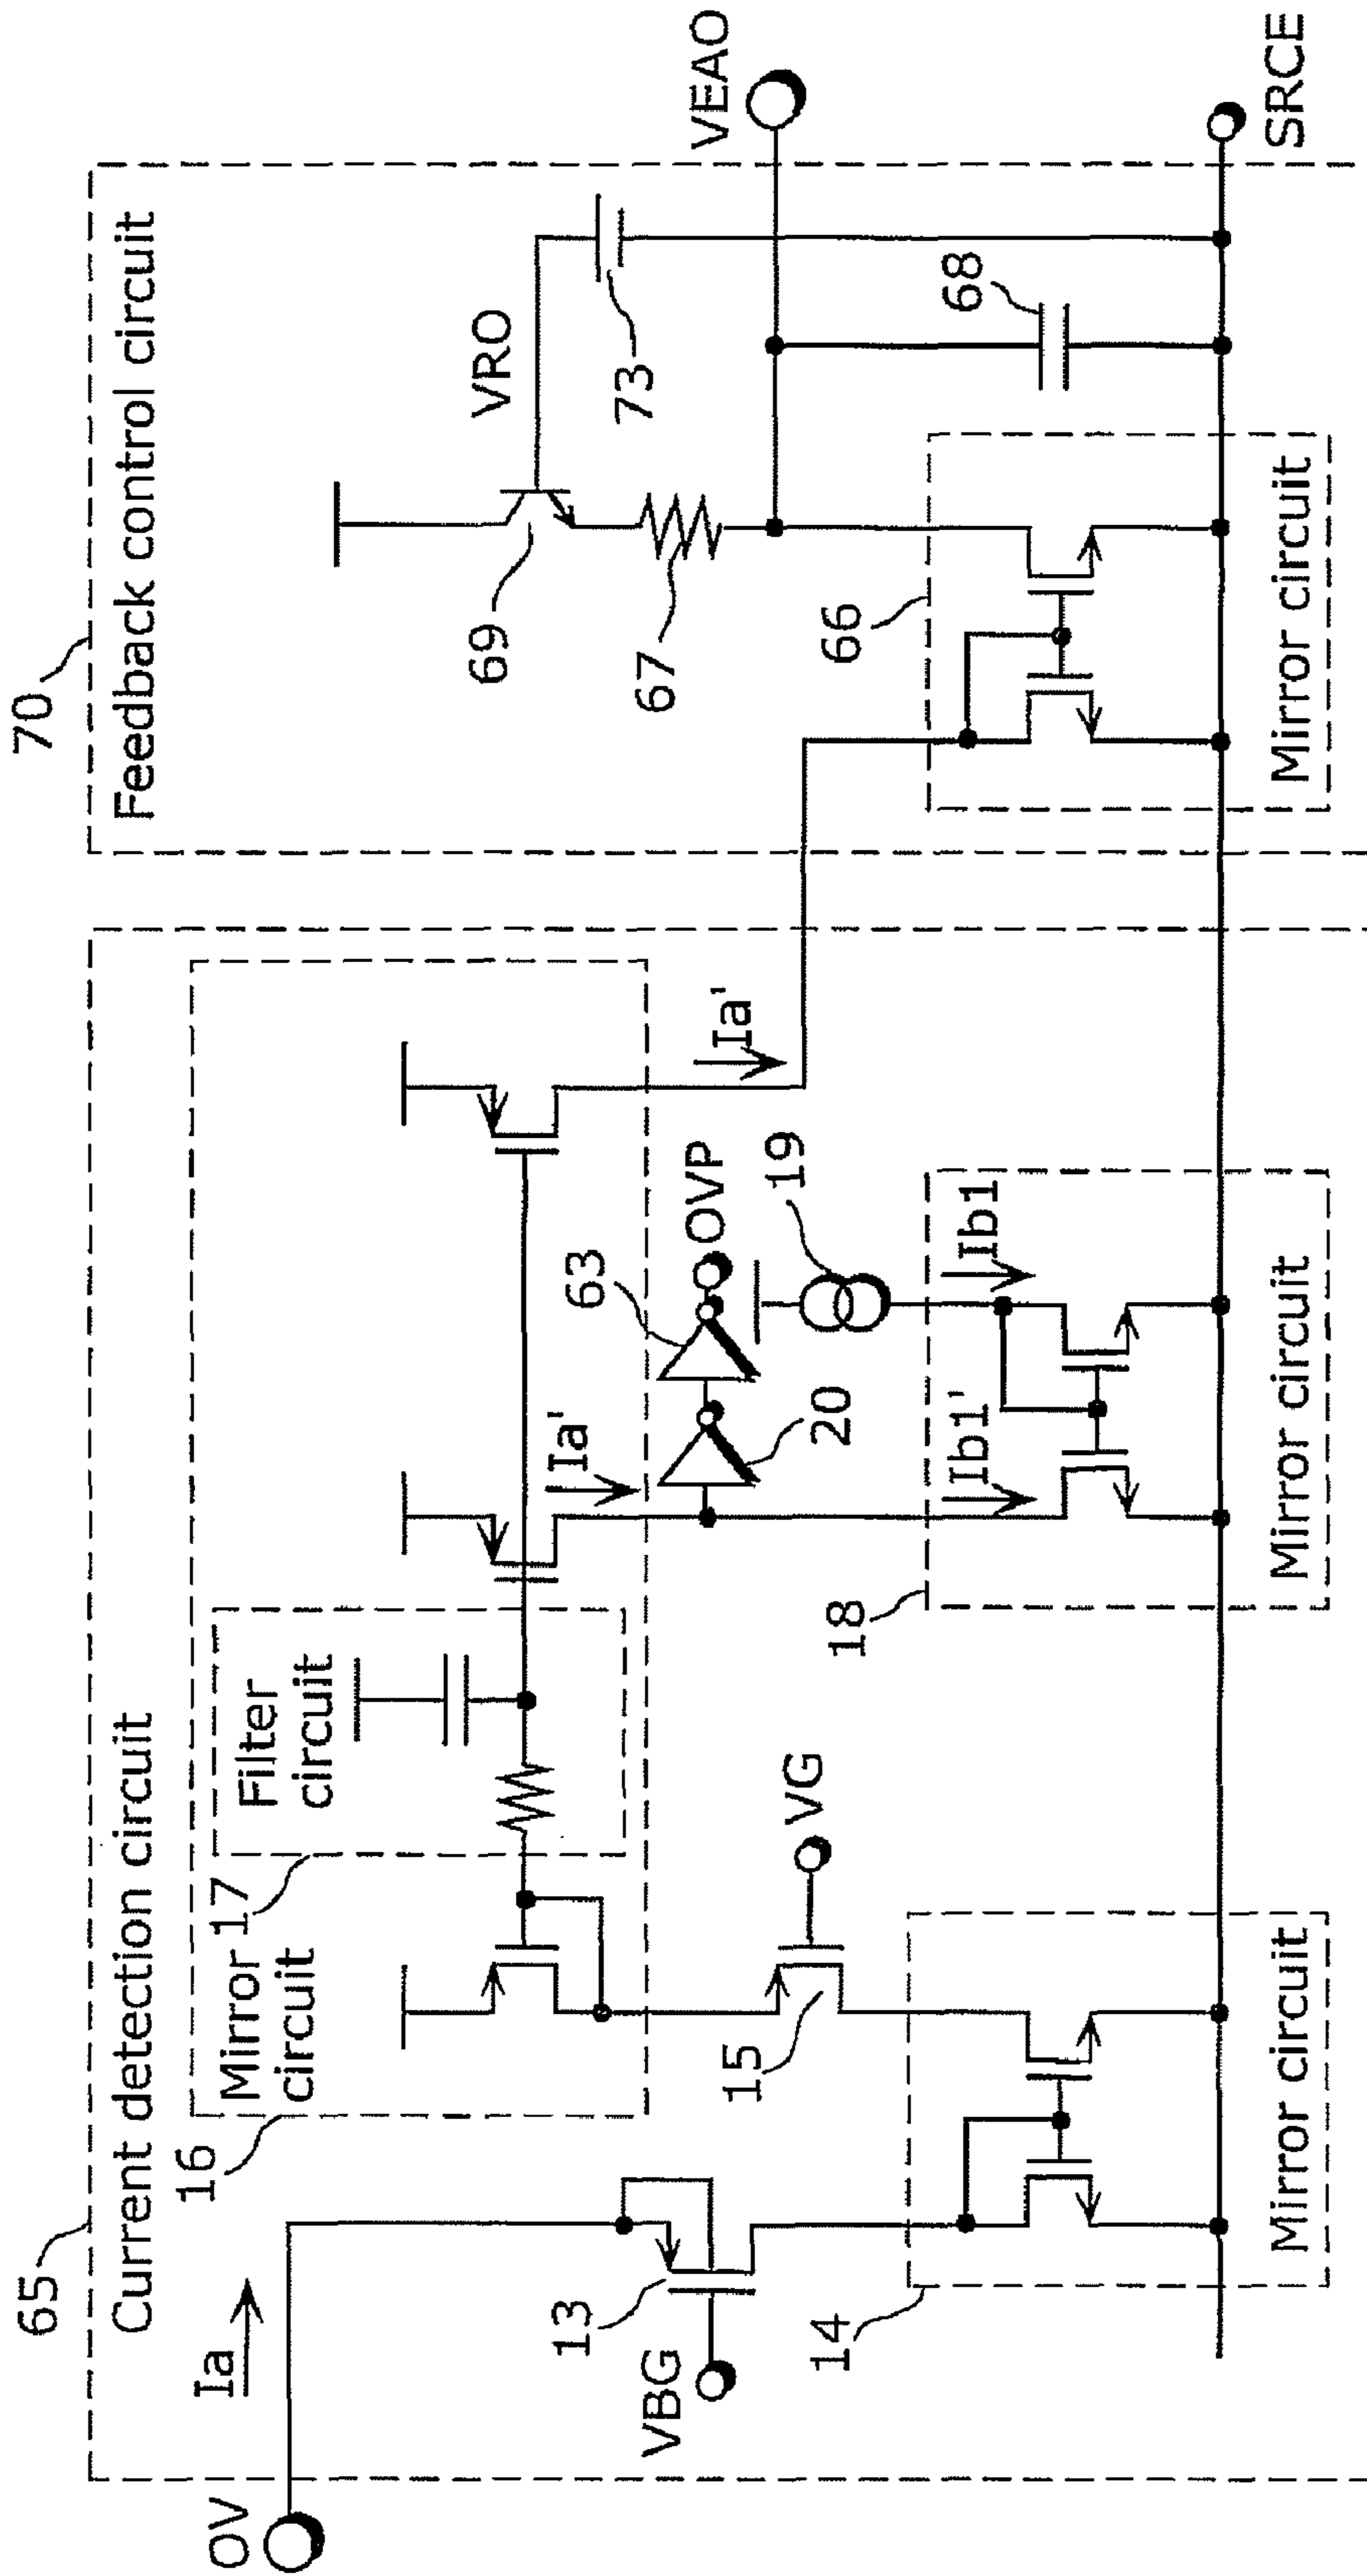 65
Current detection circuit
70
Feedback control circuit
OV
Ia
16
Mirror
circuit
17
Filter
circuit
Ia'
Ia'
VRO
69
73
67
VEAO
13
VBG
15
VG
20
63
OVP
19
14
Mirror circuit
18
Ib1'
Ib1
Mirror circuit
66
Mirror circuit
68
SRCE